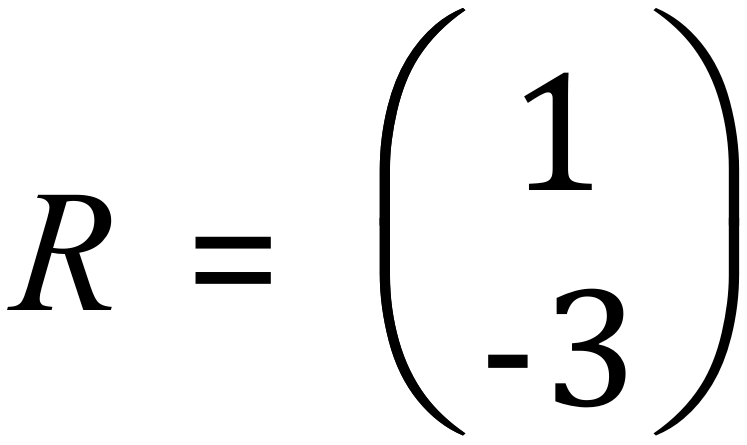 R = ( 1
-3 )